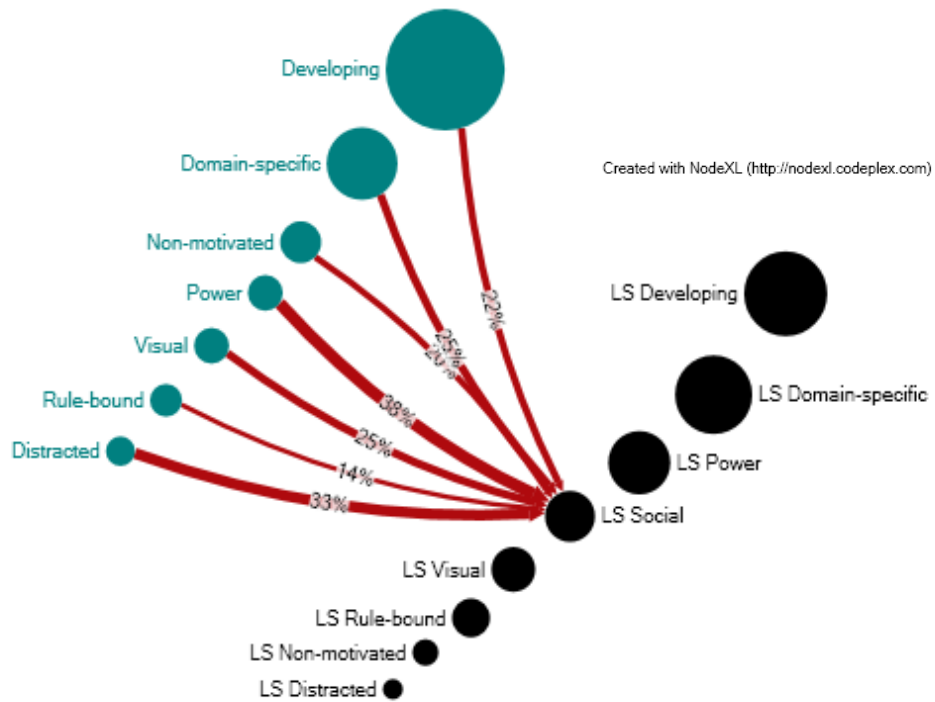 Developing
Domain-specific
Created with NodeXL (http://nodexl.codeplex.com)
Non-motivated
Power
LS Developing
22%
Visual
25%
Rule-bound
LS Domain-specific
38%
Distracted
25%
LS Power
14%
33%
LS Social
LS Visual
LS Rule-bound
LS Non-motivated
LS Distracted